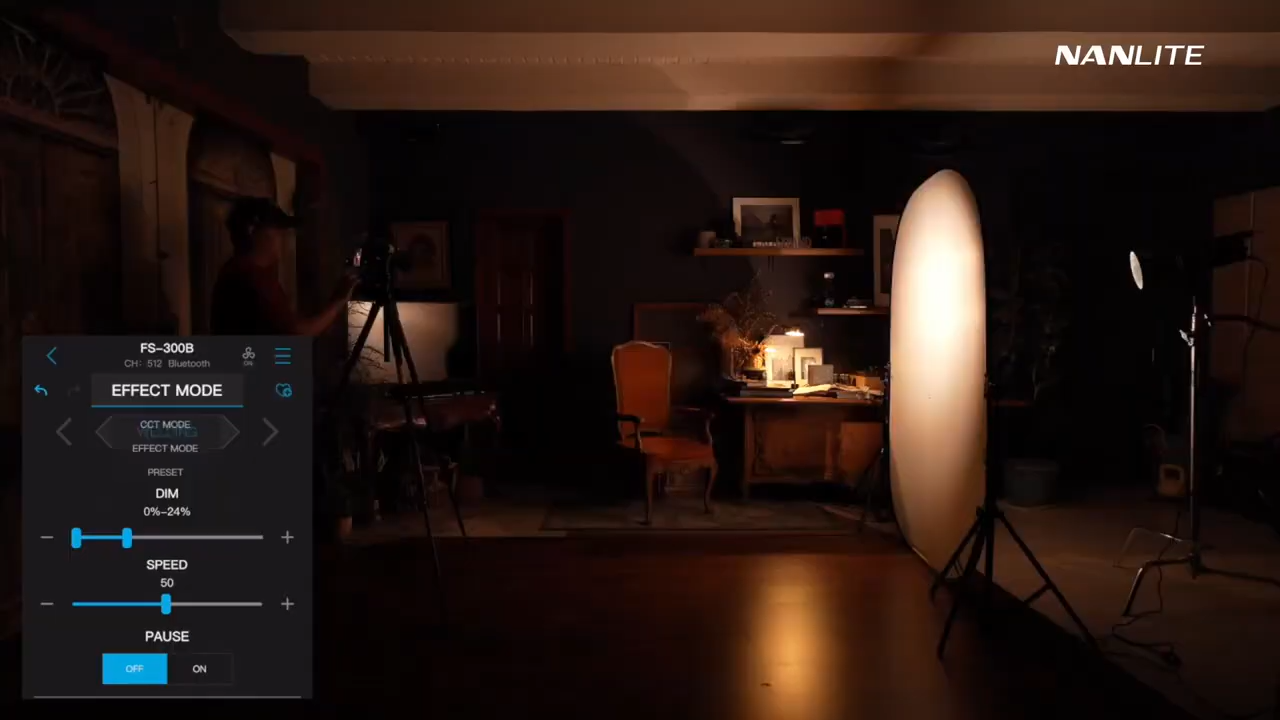 NANLITE
FS-300B
CH: 512 Bluetooth
ON
EFFECT MODE
CCT MODE
EFFECT MODE
PRESET
DIM
0%-24%
SPEED
50
PAUSE
OFF ON